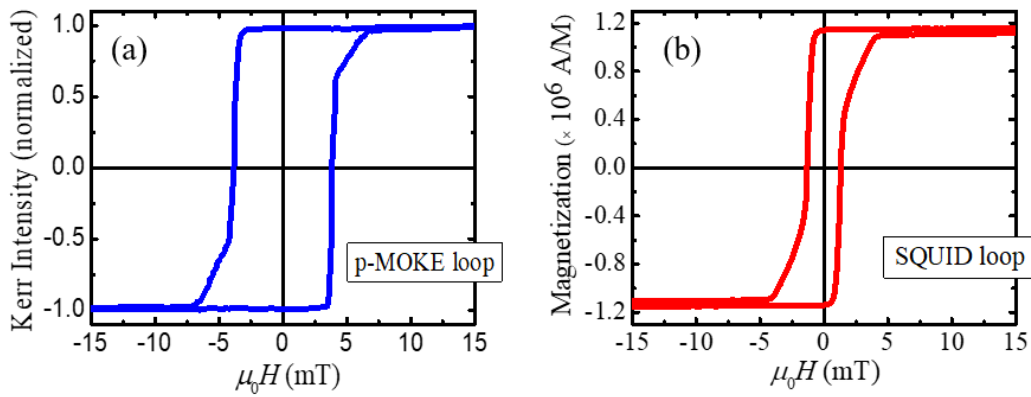 (a)
Kerr Intensity (normalized)
1.0
0.5
0.0
-0.5
-1.0
p-MOKE loop
-15 -10 -5 0 5 10 15
μ₀H (mT)
(b)
Magnetization (× 10⁶ A/M)
1.2
0.8
0.4
0.0
-0.4
-0.8
-1.2
SQUID loop
-15 -10 -5 0 5 10 15
μ₀H (mT)